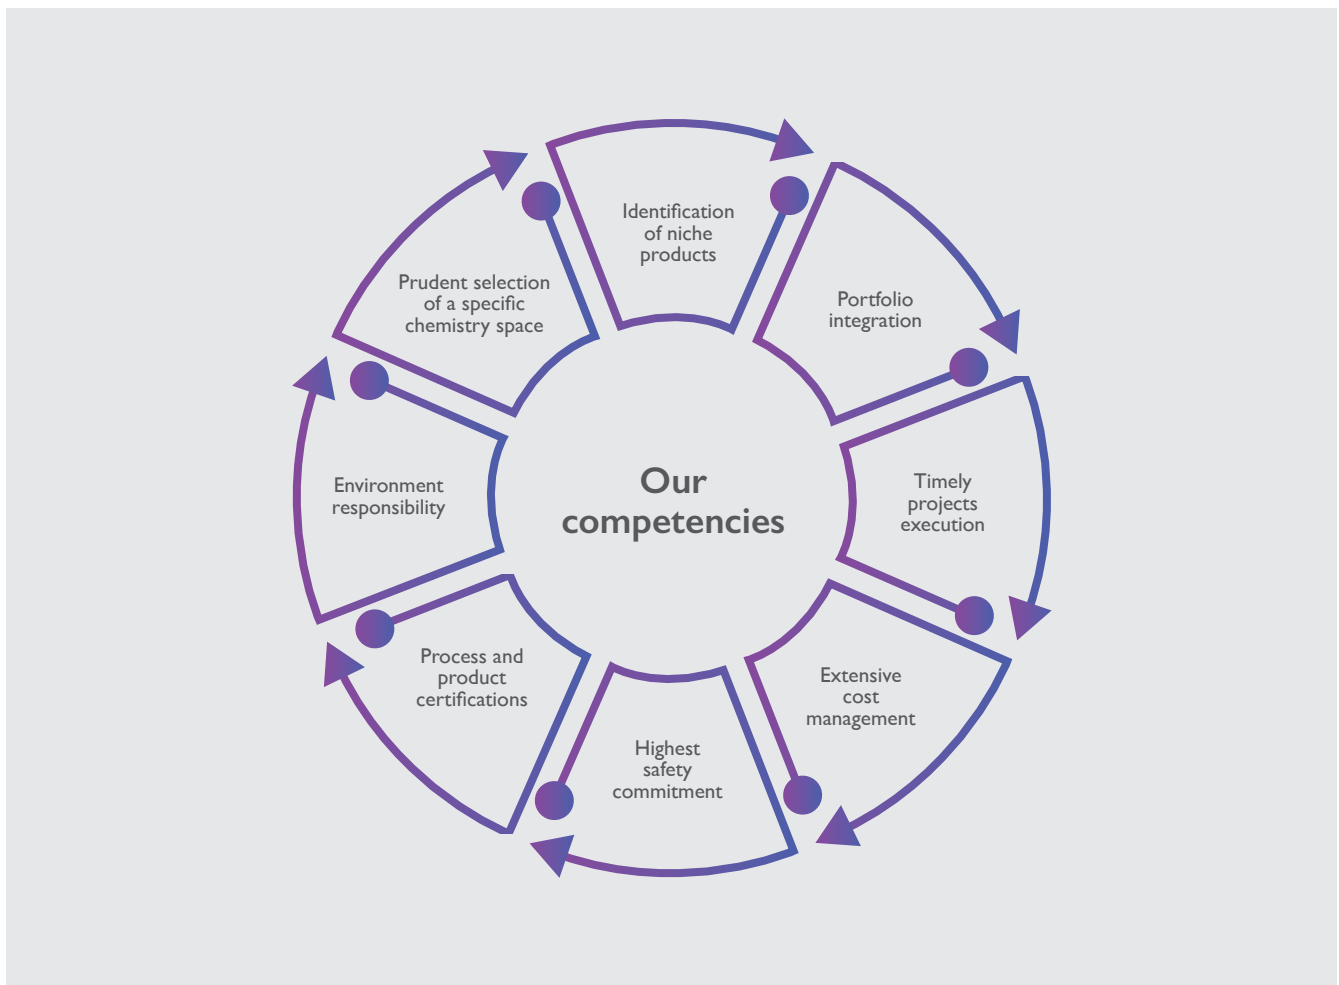 Our
competencies
Identification
of niche
products
Portfolio
integration
Timely
projects
execution
Extensive
cost
management
Highest
safety
commitment
Process and
product
certifications
Environment
responsibility
Prudent selection
of a specific
chemistry space